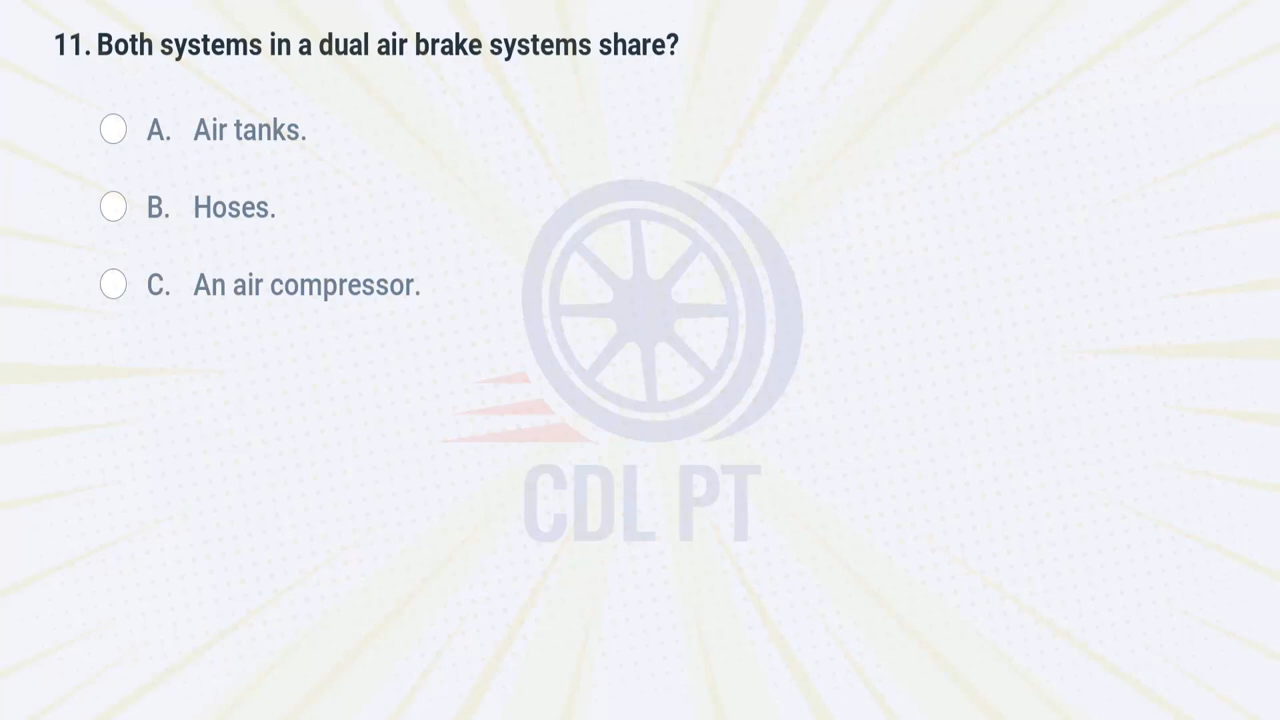 11. Both systems in a dual air brake systems share?
A. Air tanks.
B. Hoses.
C. An air compressor.
CDL PT